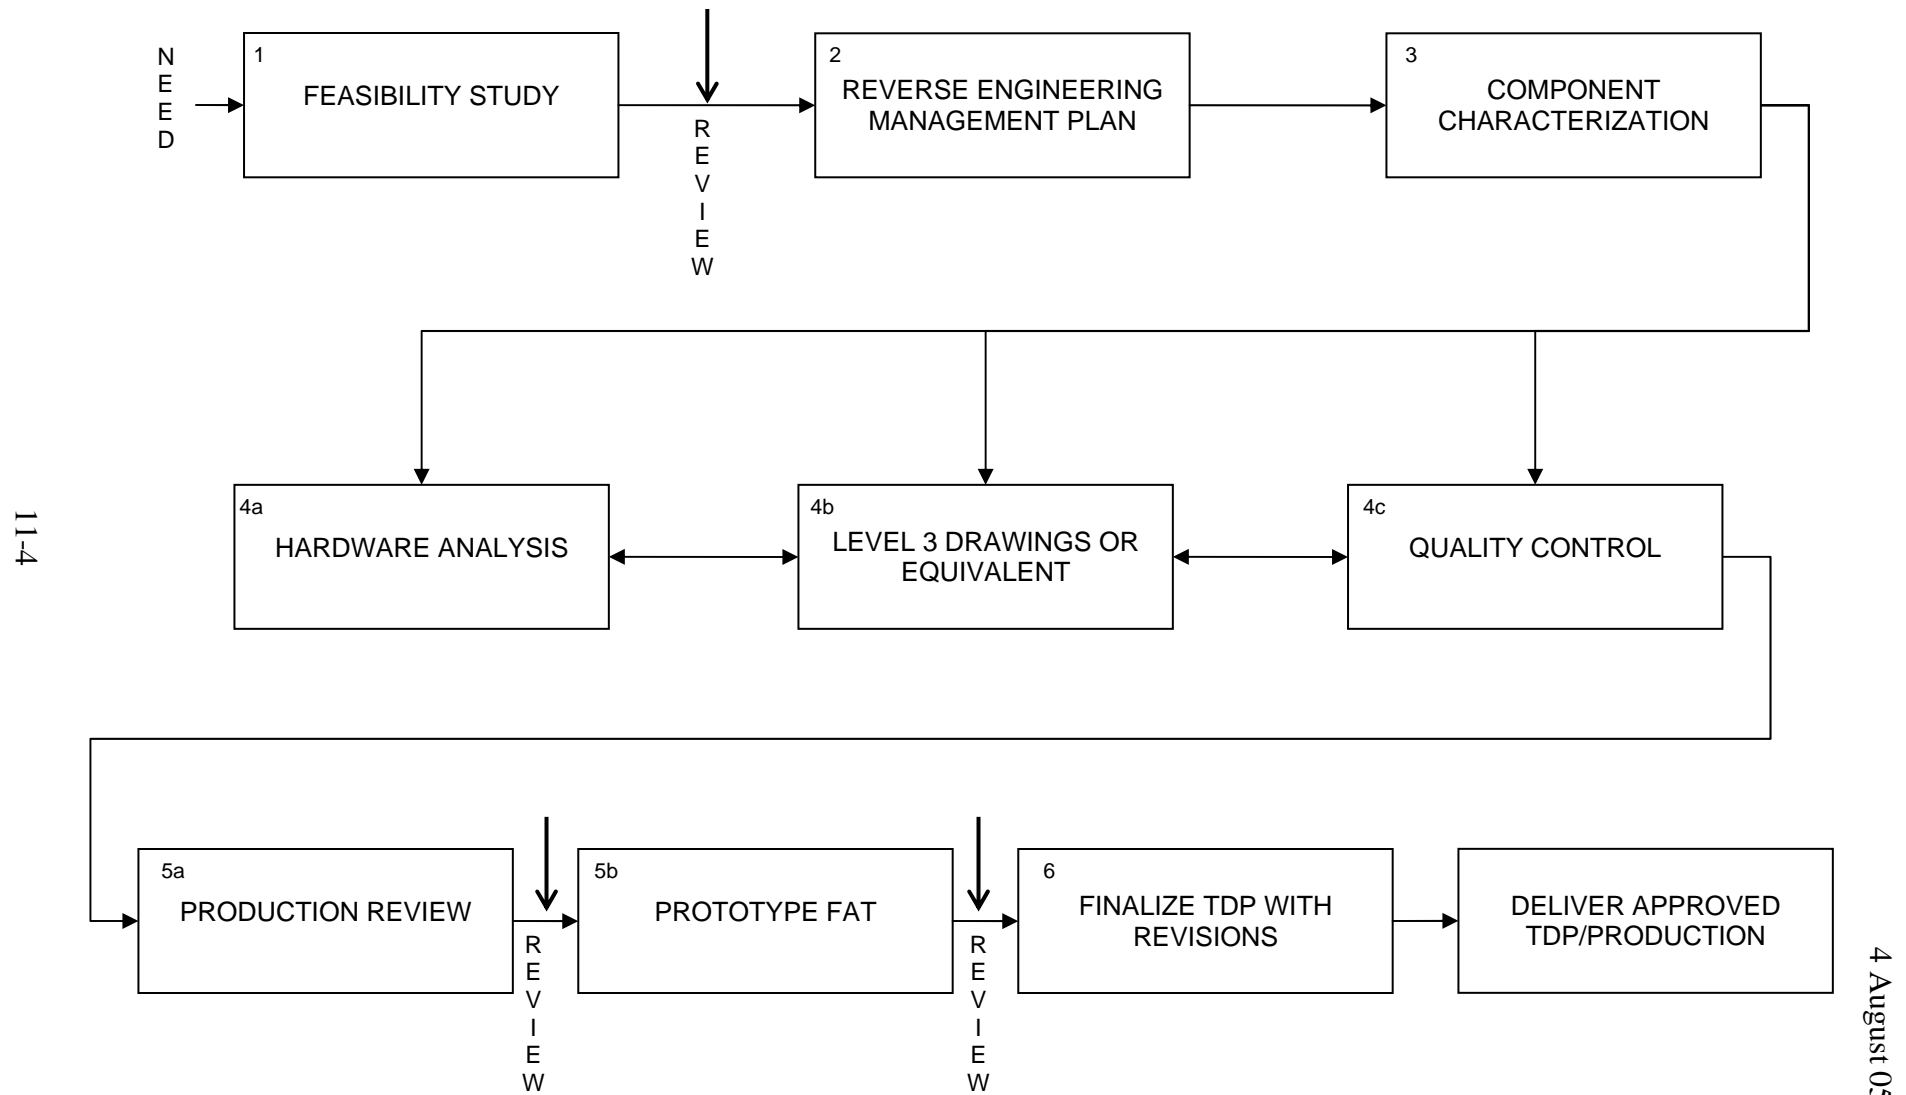 NEED
1
FEASIBILITY STUDY
REVIEW
2
REVERSE ENGINEERING
MANAGEMENT PLAN
3
COMPONENT
CHARACTERIZATION
4a
HARDWARE ANALYSIS
4b
LEVEL 3 DRAWINGS OR
EQUIVALENT
4c
QUALITY CONTROL
5a
PRODUCTION REVIEW
REVIEW
5b
PROTOTYPE FAT
REVIEW
6
FINALIZE TDP WITH
REVISIONS
DELIVER APPROVED
TDP/PRODUCTION
11-4
4 August 05